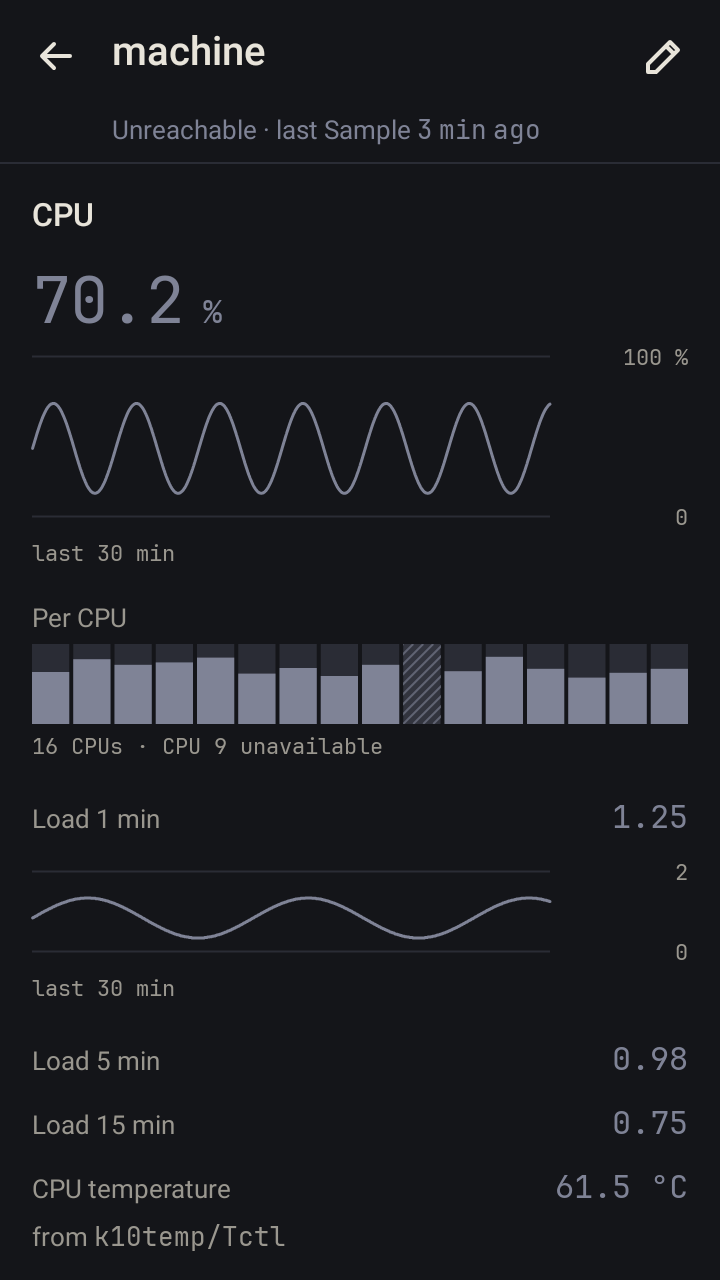 machine
Unreachable · last Sample 3 min ago
CPU
70.2 %
100 %
0
last 30 min
Per CPU
16 CPUs · CPU 9 unavailable
Load 1 min 1.25
2
0
last 30 min
Load 5 min 0.98
Load 15 min 0.75
CPU temperature 61.5 °C
from k10temp/Tctl